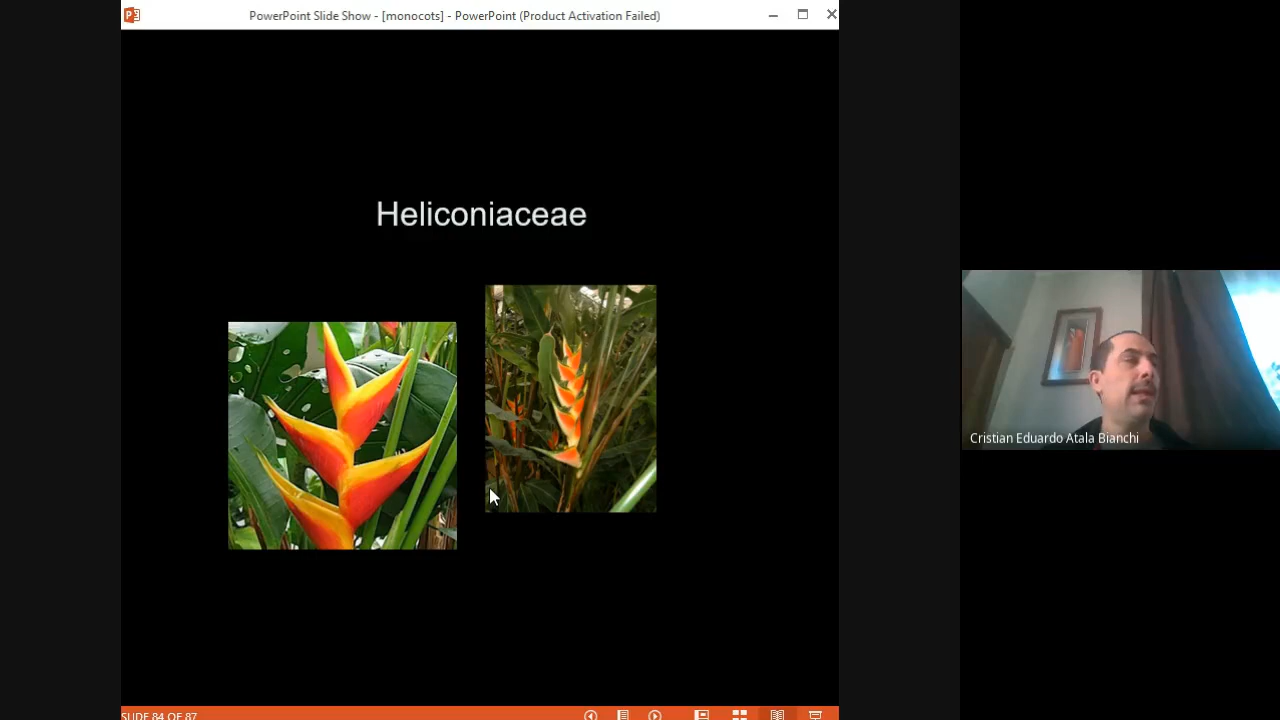 PowerPoint Slide Show - [monocots] - PowerPoint (Product Activation Failed)
Heliconiaceae
Cristian Eduardo Atala Bianchi
SLIDE 84 OF 87